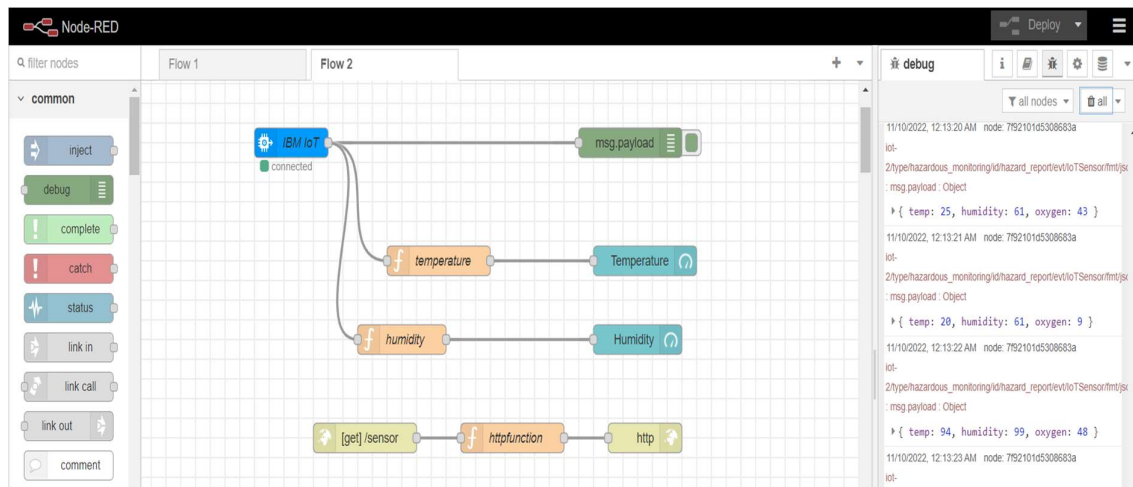 Node-RED
Deploy
filter nodes
Flow 1
Flow 2
debug
i
all nodes
all
common
inject
debug
complete
catch
status
link in
link call
link out
comment
IBM IoT
connected
msg.payload
temperature
Temperature
humidity
Humidity
[get] /sensor
httpfunction
http
11/10/2022, 12:13:20 AM node: 7f92101d5308683a
iot-
2/type/hazardous_monitoring/id/hazard_report/evt/IoTSensor/fmt/jsc
: msg.payload : Object
{ temp: 25, humidity: 61, oxygen: 43 }
11/10/2022, 12:13:21 AM node: 7f92101d5308683a
iot-
2/type/hazardous_monitoring/id/hazard_report/evt/IoTSensor/fmt/jsc
: msg.payload : Object
{ temp: 20, humidity: 61, oxygen: 9 }
11/10/2022, 12:13:22 AM node: 7f92101d5308683a
iot-
2/type/hazardous_monitoring/id/hazard_report/evt/IoTSensor/fmt/jsc
: msg.payload : Object
{ temp: 94, humidity: 99, oxygen: 48 }
11/10/2022, 12:13:23 AM node: 7f92101d5308683a
iot-